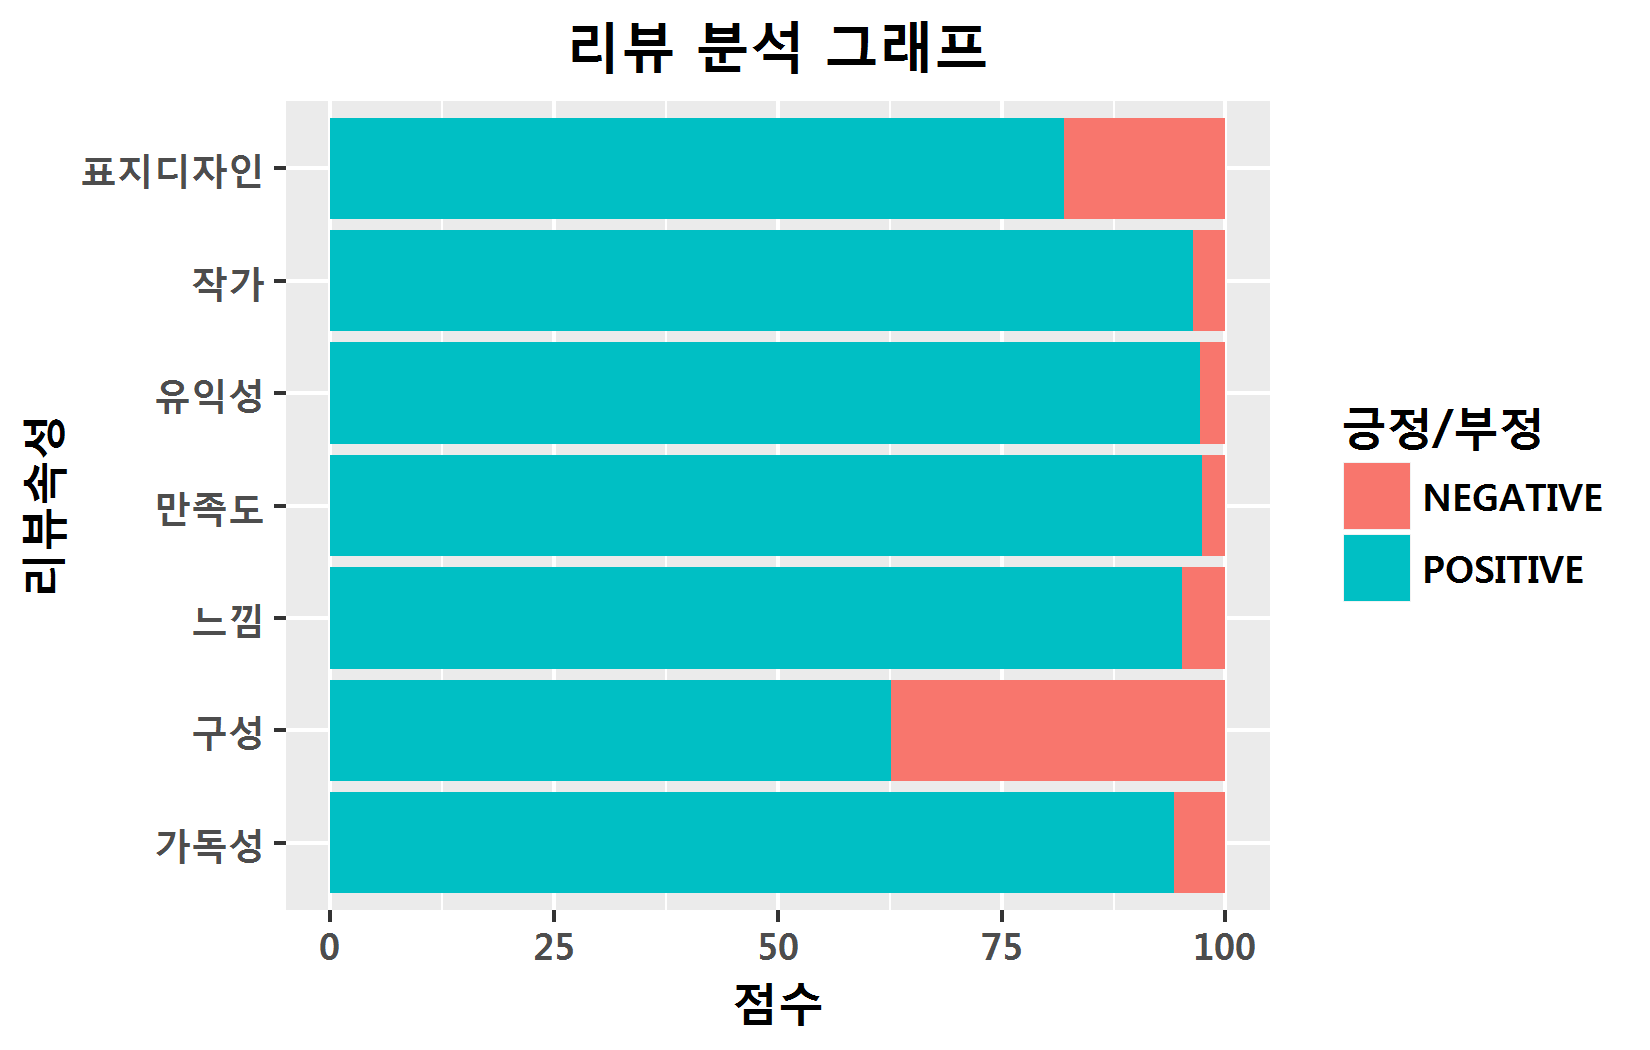 리뷰 분석 그래프
리뷰속성
표지디자인
작가
유익성
만족도
느낌
구성
가독성
0 25 50 75 100
점수
긍정/부정
NEGATIVE
POSITIVE